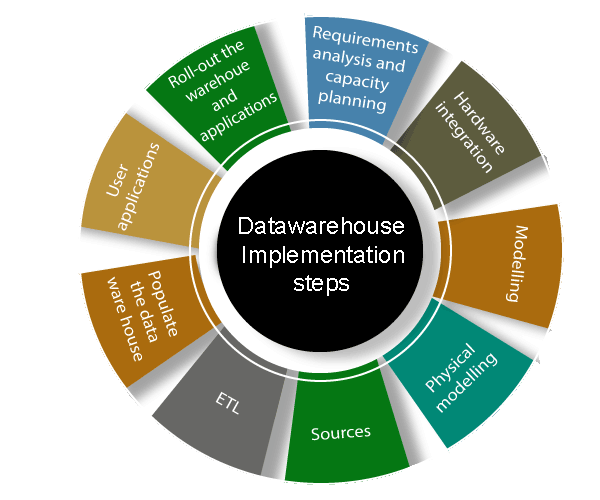 Datawarehouse
Implementation
steps
Requirements
analysis and
capacity
planning
Hardware
integration
Modelling
Physical
modelling
Sources
ETL
Populate
the data
ware house
User
applications
Roll-out the
warehoue
and
applications